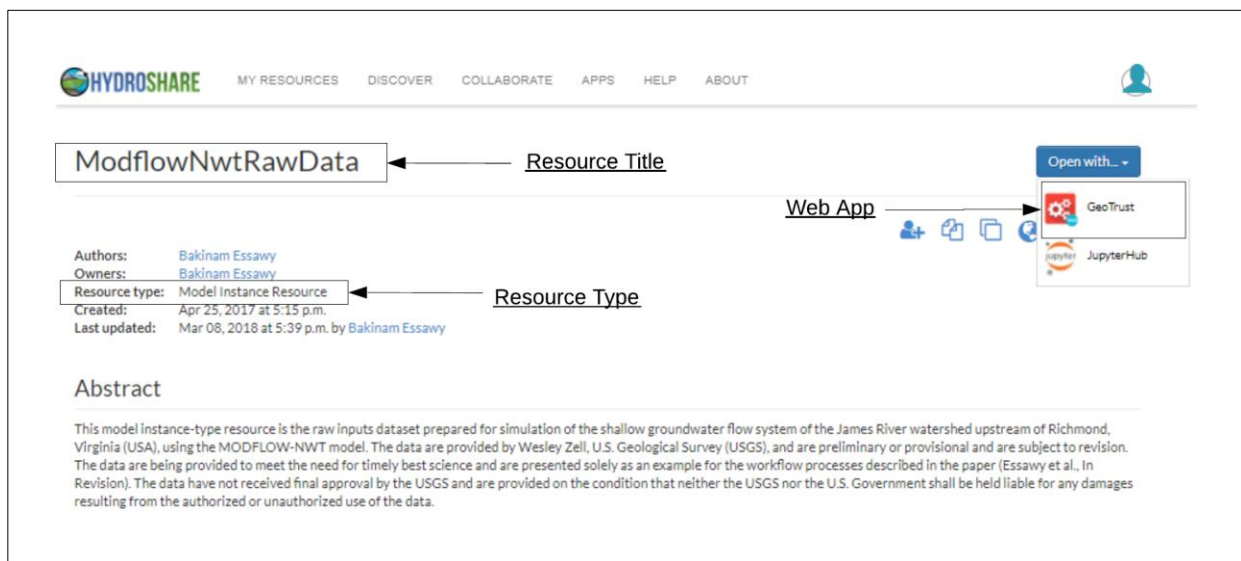 HYDROSHARE MY RESOURCES DISCOVER COLLABORATE APPS HELP ABOUT
ModflowNwtRawData
Resource Title
Open with...
GeoTrust
Web App
JupyterHub
jupyter
Authors: Bakinam Essawy
Owners: Bakinam Essawy
Resource type: Model Instance Resource
Resource Type
Created: Apr 25, 2017 at 5:15 p.m.
Last updated: Mar 08, 2018 at 5:39 p.m. by Bakinam Essawy
Abstract
This model instance-type resource is the raw inputs dataset prepared for simulation of the shallow groundwater flow system of the James River watershed upstream of Richmond,
Virginia (USA), using the MODFLOW-NWT model. The data are provided by Wesley Zell, U.S. Geological Survey (USGS), and are preliminary or provisional and are subject to revision.
The data are being provided to meet the need for timely best science and are presented solely as an example for the workflow processes described in the paper (Essawy et al., In
Revision). The data have not received final approval by the USGS and are provided on the condition that neither the USGS nor the U.S. Government shall be held liable for any damages
resulting from the authorized or unauthorized use of the data.